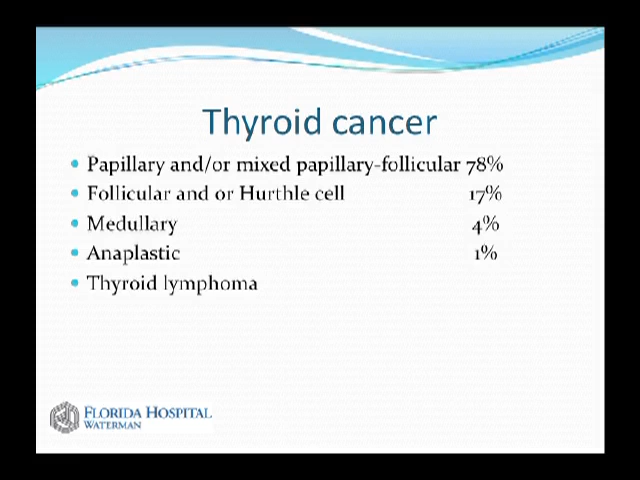 Thyroid cancer
Papillary and/or mixed papillary-follicular 78%
Follicular and or Hurthle cell 17%
Medullary 4%
Anaplastic 1%
Thyroid lymphoma
FLORIDA HOSPITAL
WATERMAN